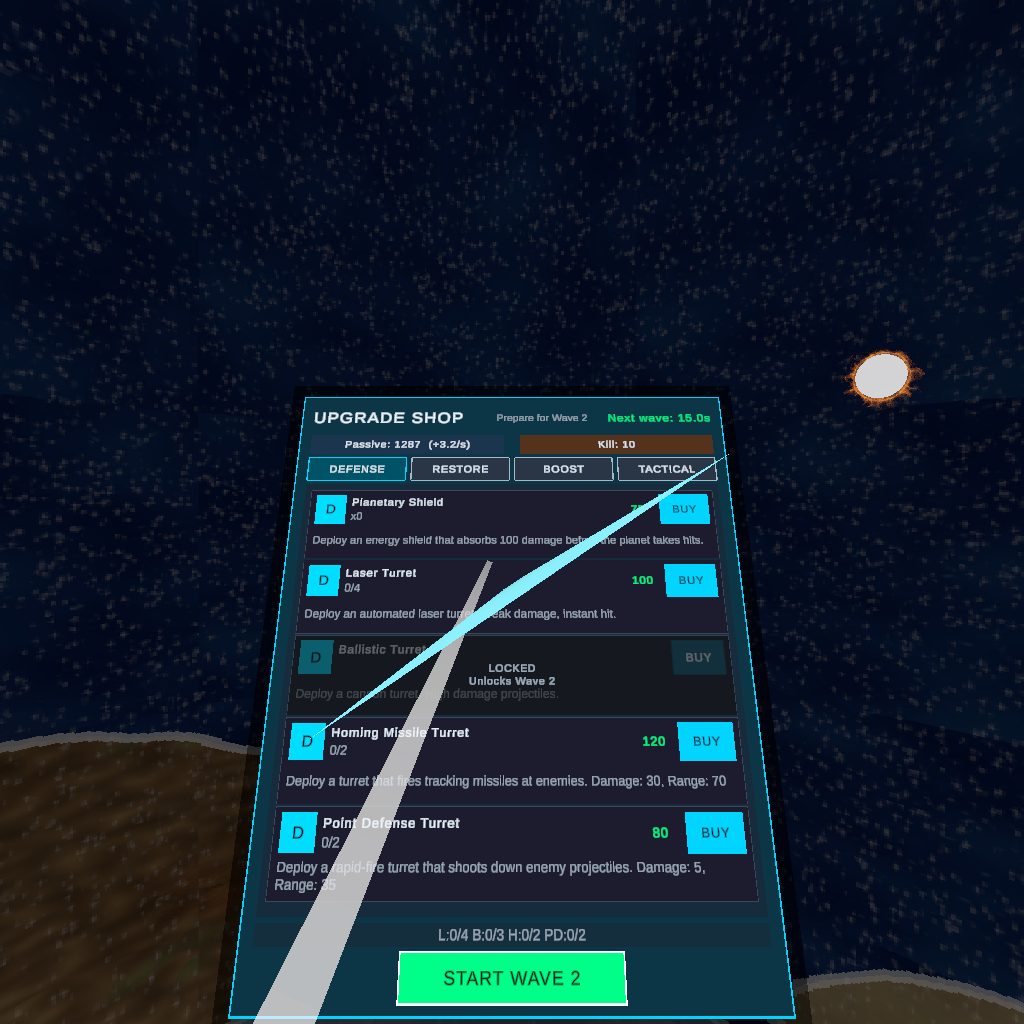 UPGRADE SHOP Prepare for Wave 2 Next wave: 15.0s
Passive: 1287 (+3.2/s) Kill: 10
DEFENSE RESTORE BOOST TACTICAL
D Planetary Shield BUY
x0
Deploy an energy shield that absorbs 100 damage before the planet takes hits.
D Laser Turret 100 BUY
0/4
Deploy an automated laser turret. damage, instant hit.
D Ballistic Turret BUY
LOCKED
Unlocks Wave 2
Deploy a cannon turret. damage projectiles.
D Homing Missile Turret 120 BUY
0/2
Deploy a turret that fires tracking missiles at enemies. Damage: 30, Range: 70
D Point Defense Turret 80 BUY
0/2
Deploy a rapid-fire turret that shoots down enemy projectiles. Damage: 5,
Range: 35
L:0/4 B:0/3 H:0/2 PD:0/2
START WAVE 2